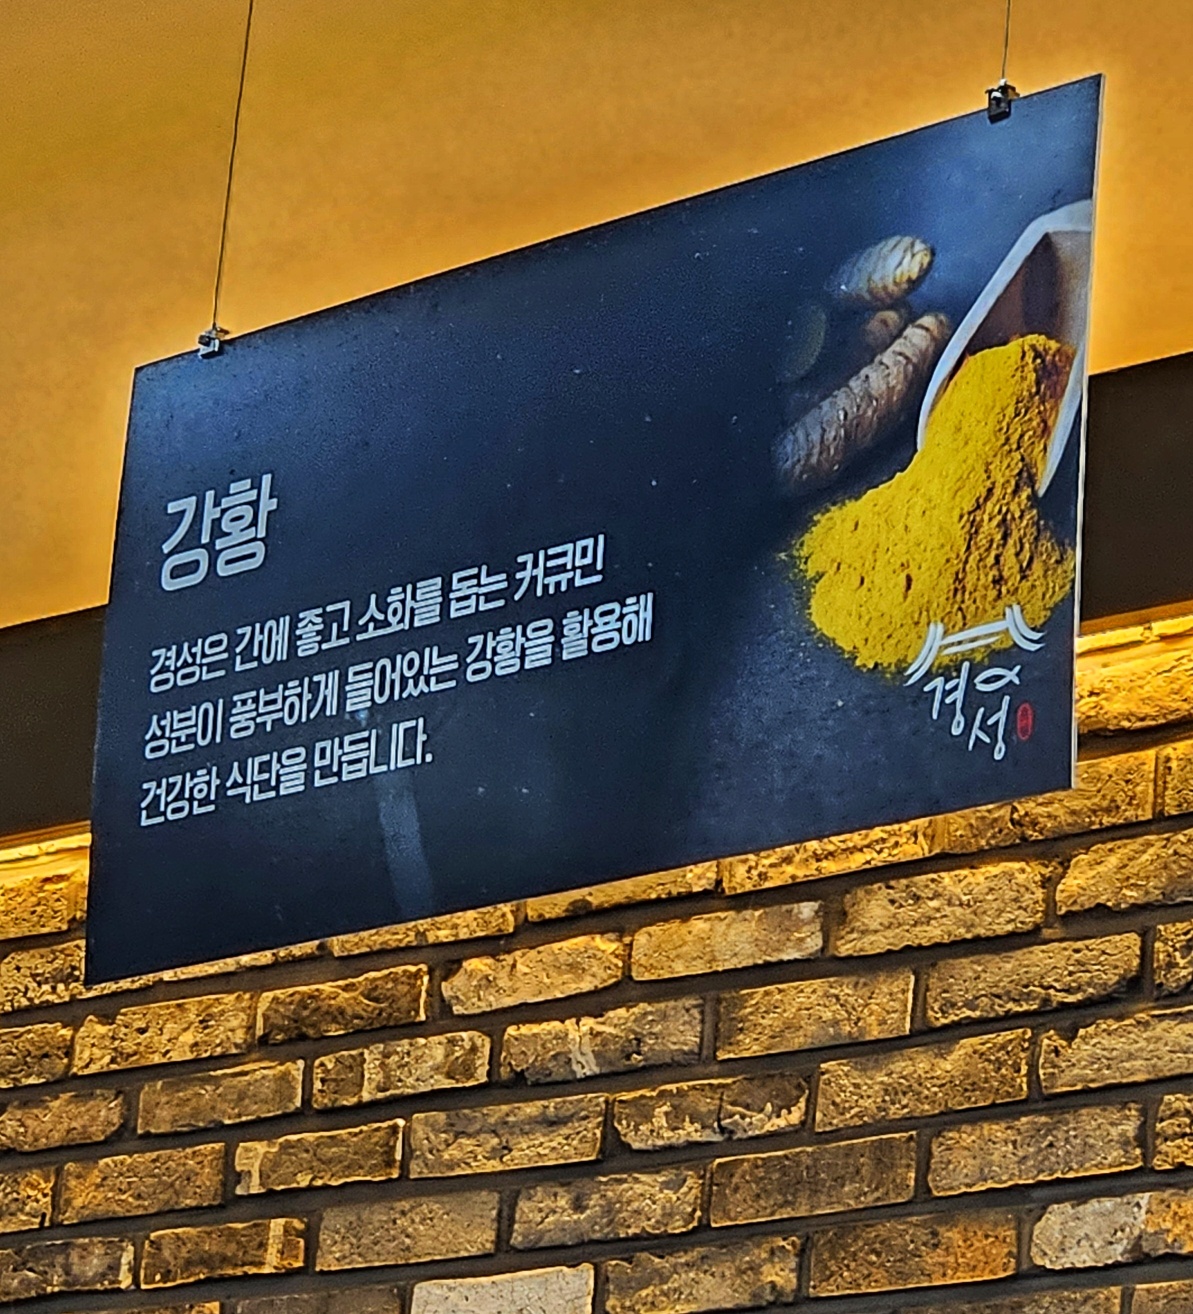 강황
경성은 간에 좋고 소화를 돕는 커큐민
성분이 풍부하게 들어있는 강황을 활용해
건강한 식단을 만듭니다.
경성